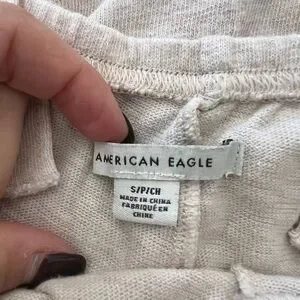 AMERICAN EAGLE
S/P/CH
MADE IN CHINA
FABRIQUÉ EN
CHINE